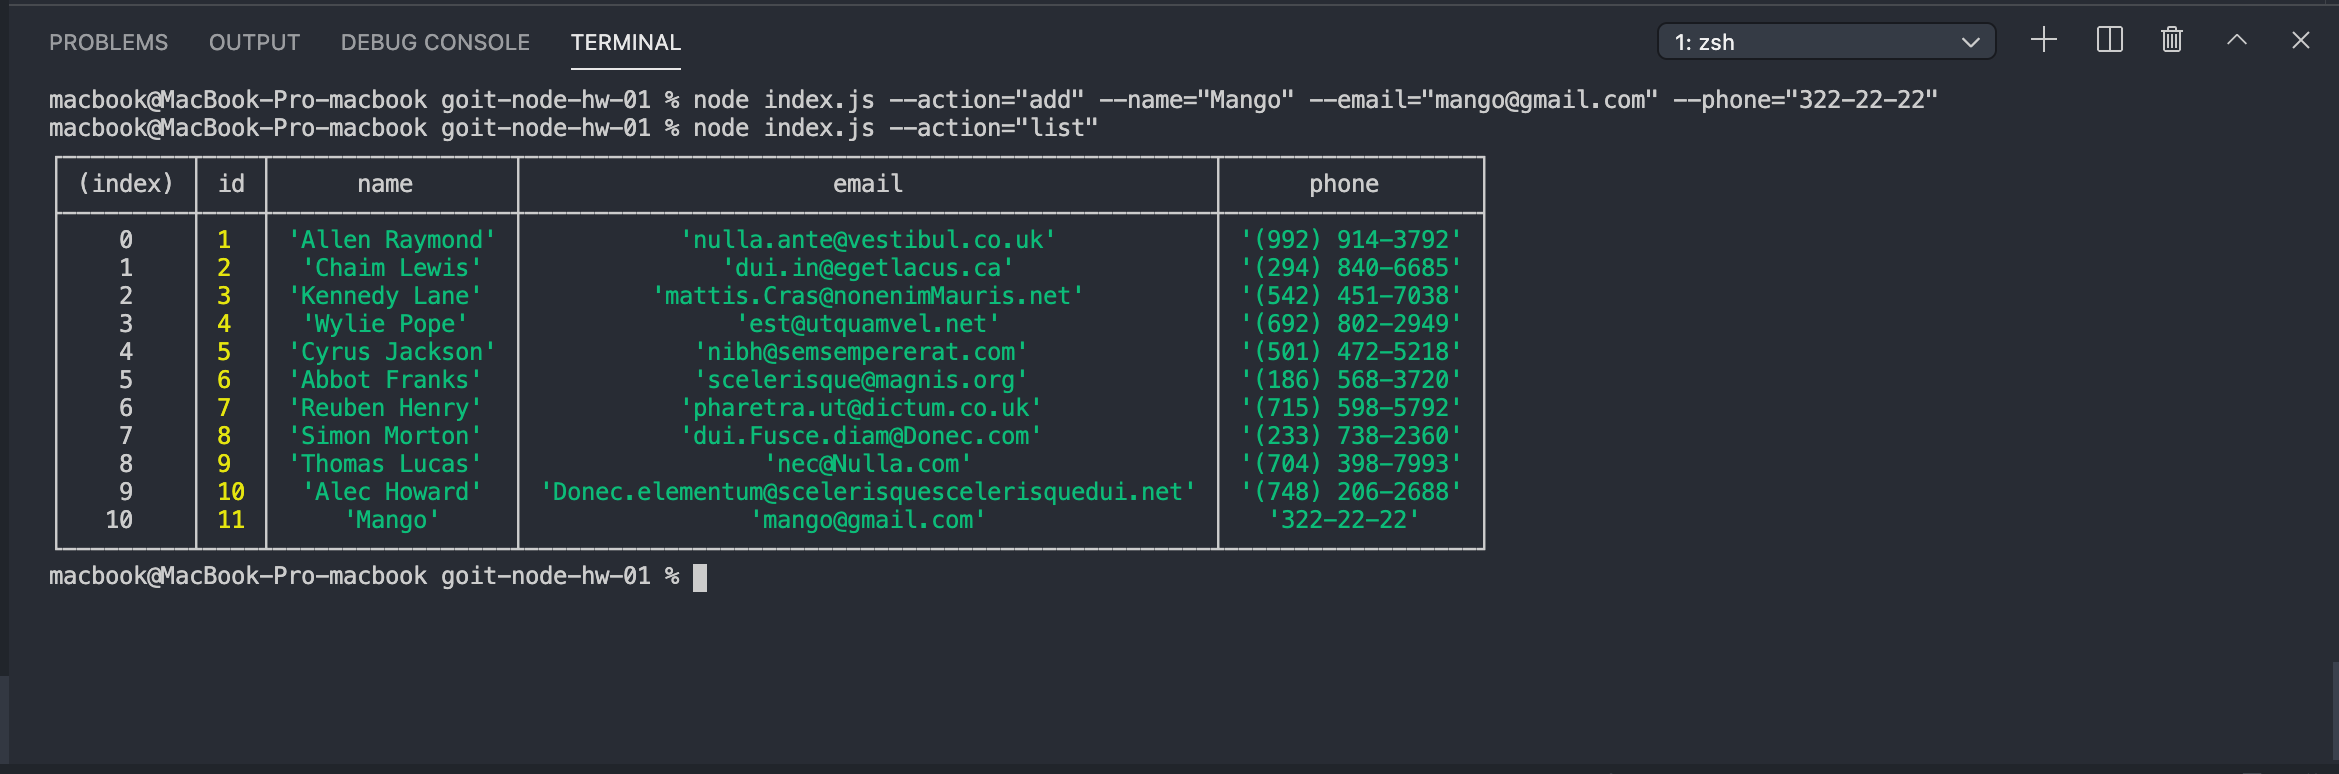 PROBLEMS OUTPUT DEBUG CONSOLE TERMINAL 1: zsh
macbook@MacBook-Pro-macbook goit-node-hw-01 % node index.js --action="add" --name="Mango" --email="mango@gmail.com" --phone="322-22-22"
macbook@MacBook-Pro-macbook goit-node-hw-01 % node index.js --action="list"
(index) id name email phone
0 1 'Allen Raymond' 'nulla.ante@vestibul.co.uk' '(992) 914-3792'
1 2 'Chaim Lewis' 'dui.in@egetlacus.ca' '(294) 840-6685'
2 3 'Kennedy Lane' 'mattis.Cras@nonenimMauris.net' '(542) 451-7038'
3 4 'Wylie Pope' 'est@utquamvel.net' '(692) 802-2949'
4 5 'Cyrus Jackson' 'nibh@semsempererat.com' '(501) 472-5218'
5 6 'Abbot Franks' 'scelerisque@magnis.org' '(186) 568-3720'
6 7 'Reuben Henry' 'pharetra.ut@dictum.co.uk' '(715) 598-5792'
7 8 'Simon Morton' 'dui.Fusce.diam@Donec.com' '(233) 738-2360'
8 9 'Thomas Lucas' 'nec@Nulla.com' '(704) 398-7993'
9 10 'Alec Howard' 'Donec.elementum@scelerisquescelerisquedui.net' '(748) 206-2688'
10 11 'Mango' 'mango@gmail.com' '322-22-22'
macbook@MacBook-Pro-macbook goit-node-hw-01 %